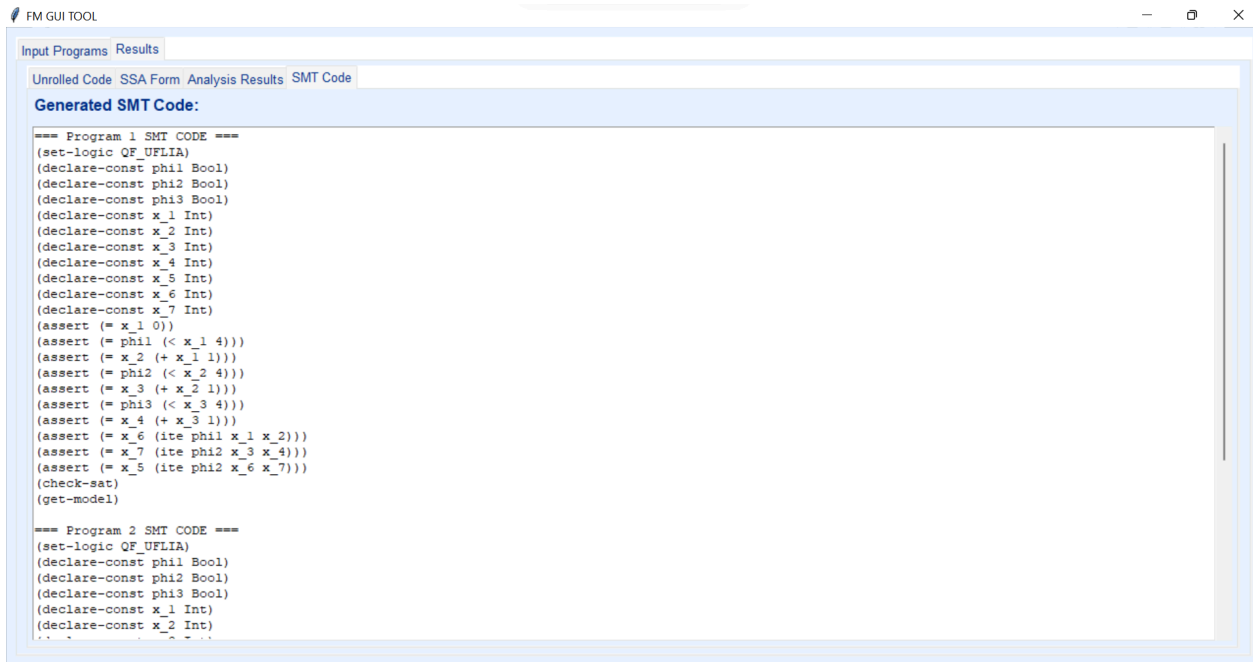 FM GUI TOOL
Input Programs Results
Unrolled Code SSA Form Analysis Results SMT Code
Generated SMT Code:
=== Program 1 SMT CODE ===
(set-logic QF_UFLIA)
(declare-const phi1 Bool)
(declare-const phi2 Bool)
(declare-const phi3 Bool)
(declare-const x_1 Int)
(declare-const x_2 Int)
(declare-const x_3 Int)
(declare-const x_4 Int)
(declare-const x_5 Int)
(declare-const x_6 Int)
(declare-const x_7 Int)
(assert (= x_1 0))
(assert (= phi1 (< x_1 4)))
(assert (= x_2 (+ x_1 1)))
(assert (= phi2 (< x_2 4)))
(assert (= x_3 (+ x_2 1)))
(assert (= phi3 (< x_3 4)))
(assert (= x_4 (+ x_3 1)))
(assert (= x_6 (ite phi1 x_1 x_2)))
(assert (= x_7 (ite phi2 x_3 x_4)))
(assert (= x_5 (ite phi2 x_6 x_7)))
(check-sat)
(get-model)
=== Program 2 SMT CODE ===
(set-logic QF_UFLIA)
(declare-const phi1 Bool)
(declare-const phi2 Bool)
(declare-const phi3 Bool)
(declare-const x_1 Int)
(declare-const x_2 Int)